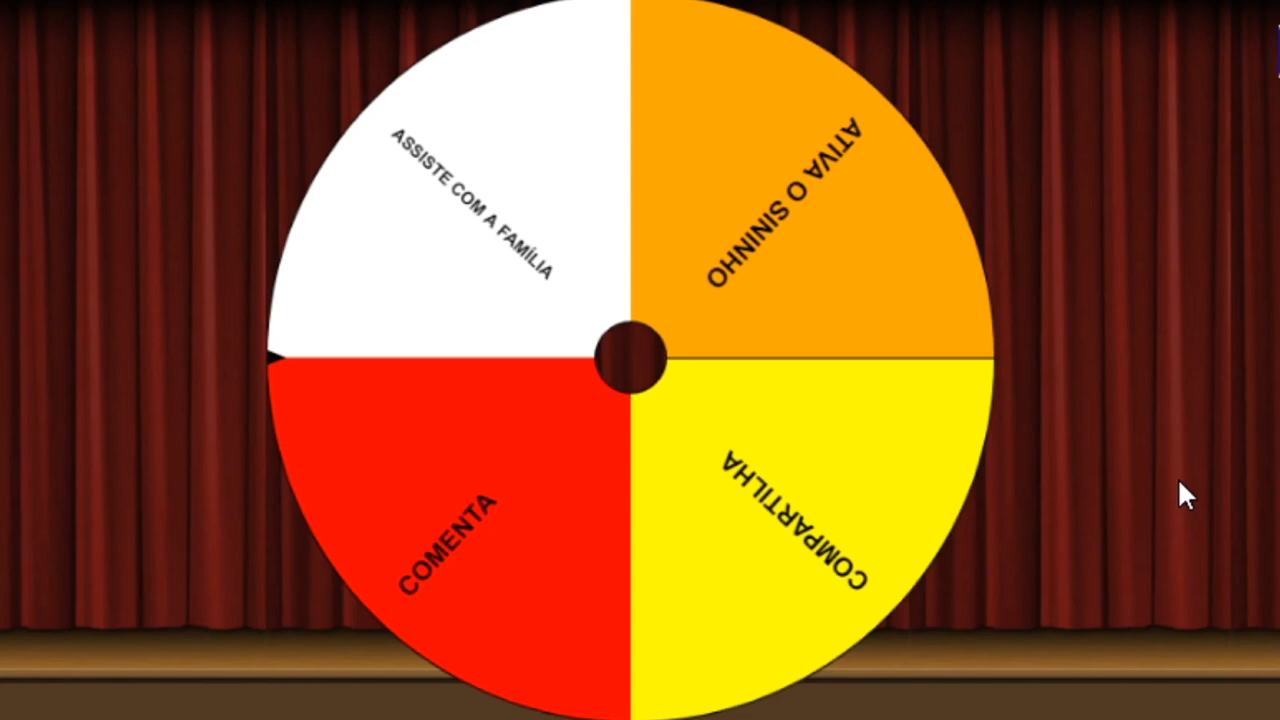 ASSISTE COM A FAMÍLIA
ATIVA O SININHO
COMENTA
COMPARTILHA